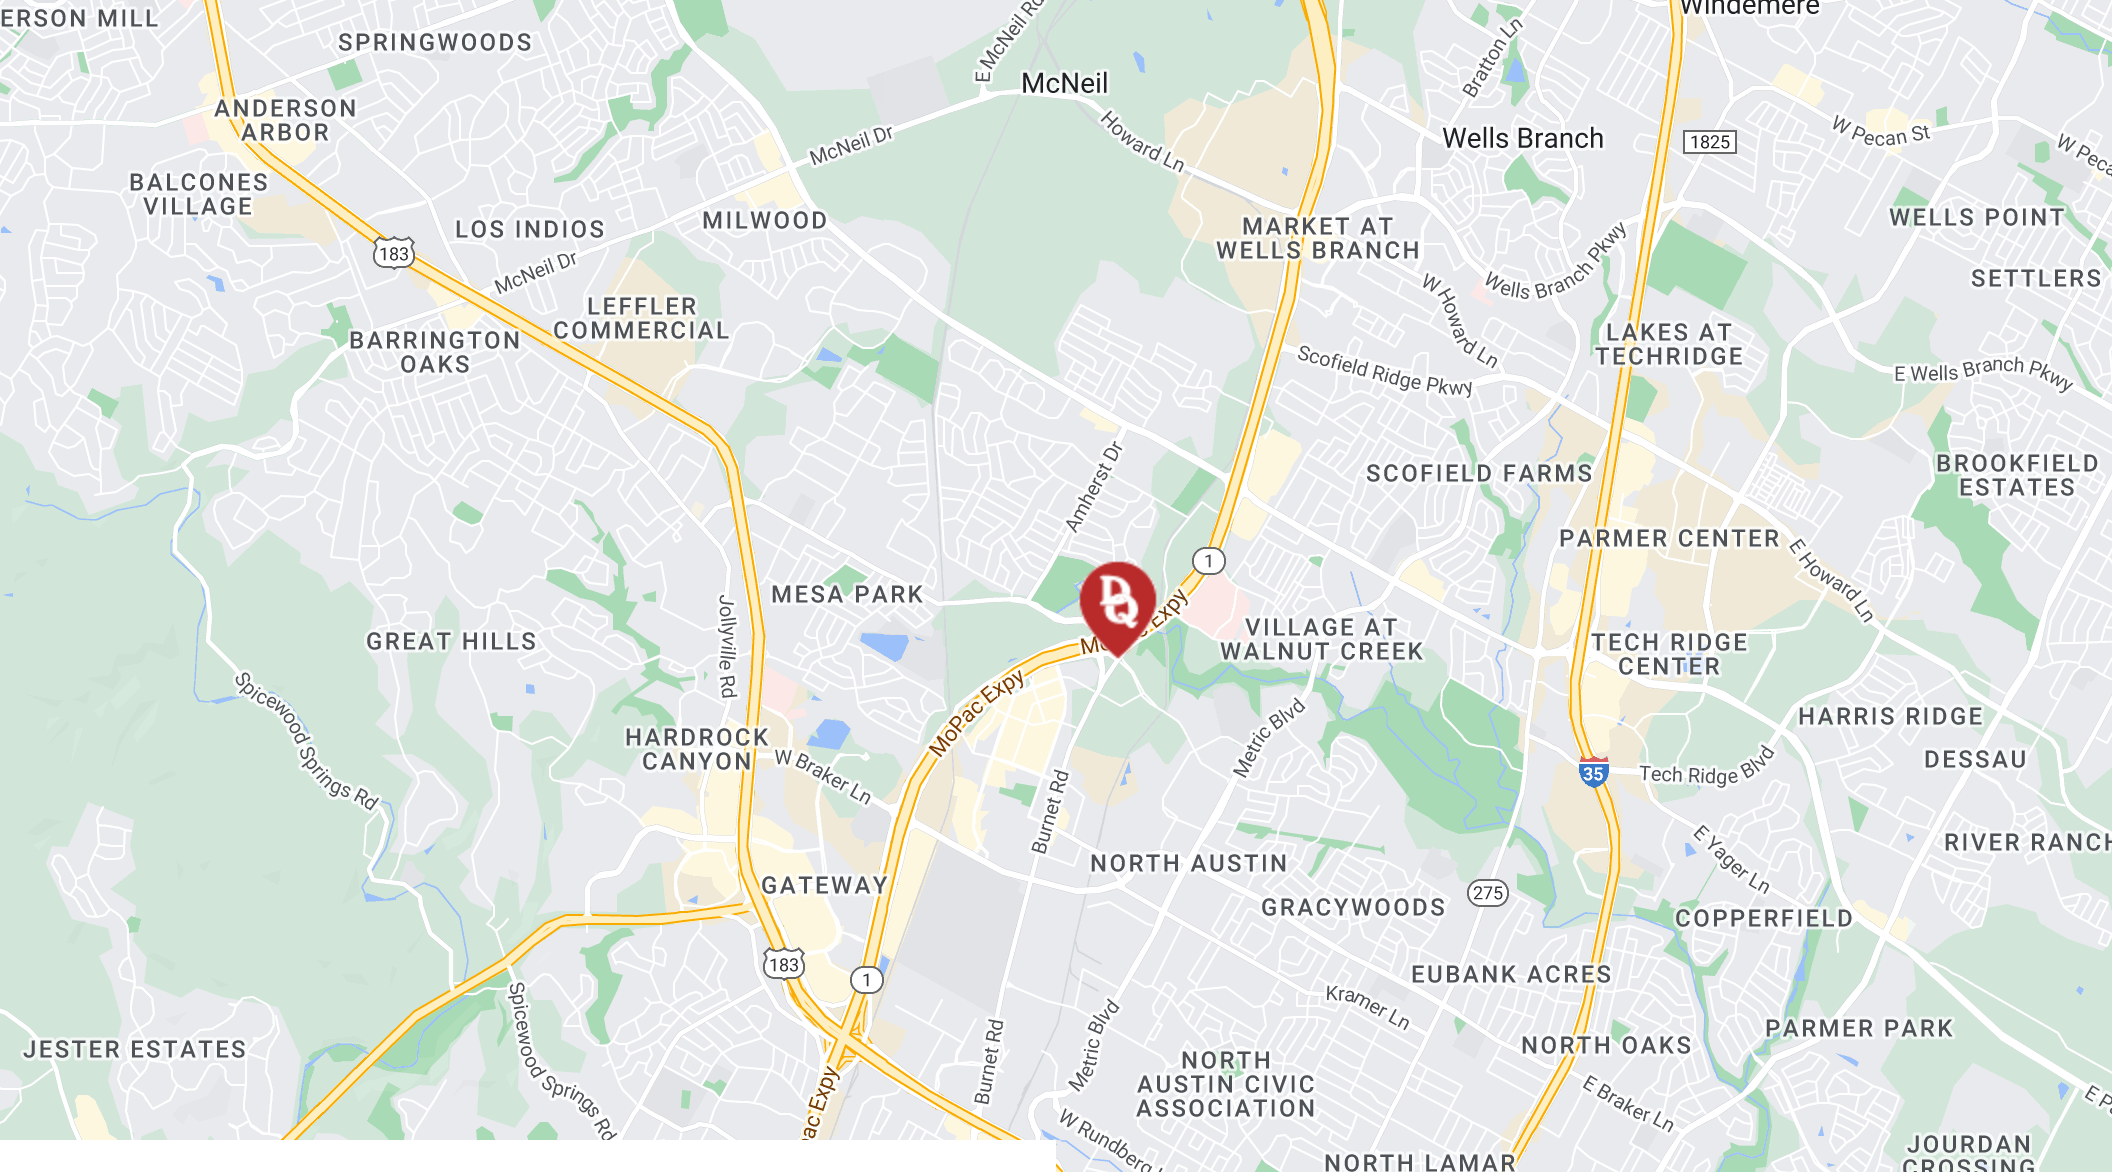 ERSON MILL
SPRINGWOODS
E McNeil Rd
McNeil
Bratton Ln
Windemere
ANDERSON
ARBOR
McNeil Dr
Howard Ln
Wells Branch
1825
W Pecan St
W Peca
BALCONES
VILLAGE
LOS INDIOS
MILWOOD
MARKET AT
WELLS BRANCH
WELLS POINT
183
McNeil Dr
Wells Branch Pkwy
SETTLERS
LEFFLER
COMMERCIAL
W Howard Ln
BARRINGTON
OAKS
LAKES AT
TECHRIDGE
Scofield Ridge Pkwy
E Wells Branch Pkwy
Amherst Dr
SCOFIELD FARMS
BROOKFIELD
ESTATES
PARMER CENTER
1
E Howard Ln
MESA PARK
DQ
MoPac Expy
VILLAGE AT
WALNUT CREEK
GREAT HILLS
Jollyville Rd
TECH RIDGE
CENTER
Spicewood Springs Rd
MoPac Expy
Metric Blvd
HARRIS RIDGE
HARDROCK
CANYON
W Braker Ln
DESSAU
35
Tech Ridge Blvd
Burnet Rd
E Yager Ln
RIVER RANCH
NORTH AUSTIN
GATEWAY
275
GRACYWOODS
COPPERFIELD
183
1
EUBANK ACRES
Spicewood Springs Rd
Kramer Ln
PARMER PARK
JESTER ESTATES
Burnet Rd
Metric Blvd
NORTH OAKS
NORTH
AUSTIN CIVIC
ASSOCIATION
ac Expy
E Braker Ln
E Pa
W Rundberg L
NORTH LAMAR
JOURDAN
CROSSING